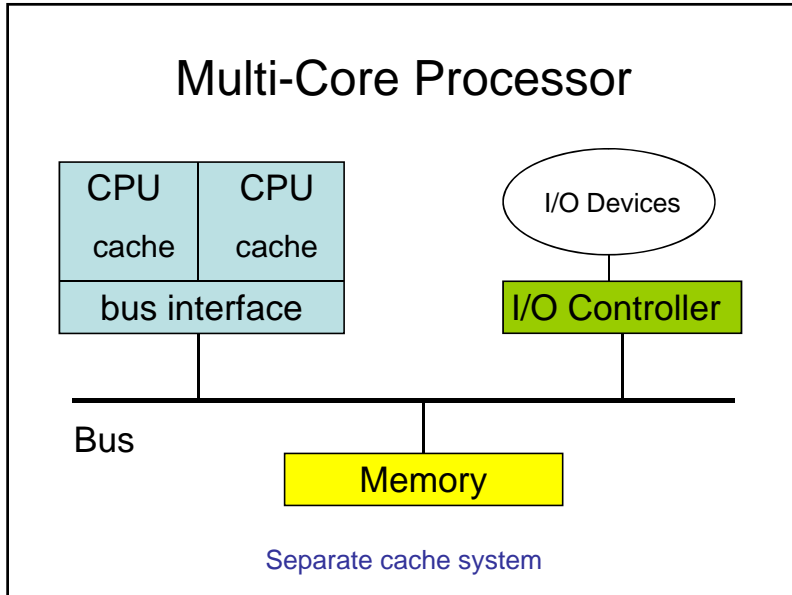 Multi-Core Processor
CPU CPU
cache cache
bus interface
I/O Devices
I/O Controller
Bus
Memory
Separate cache system